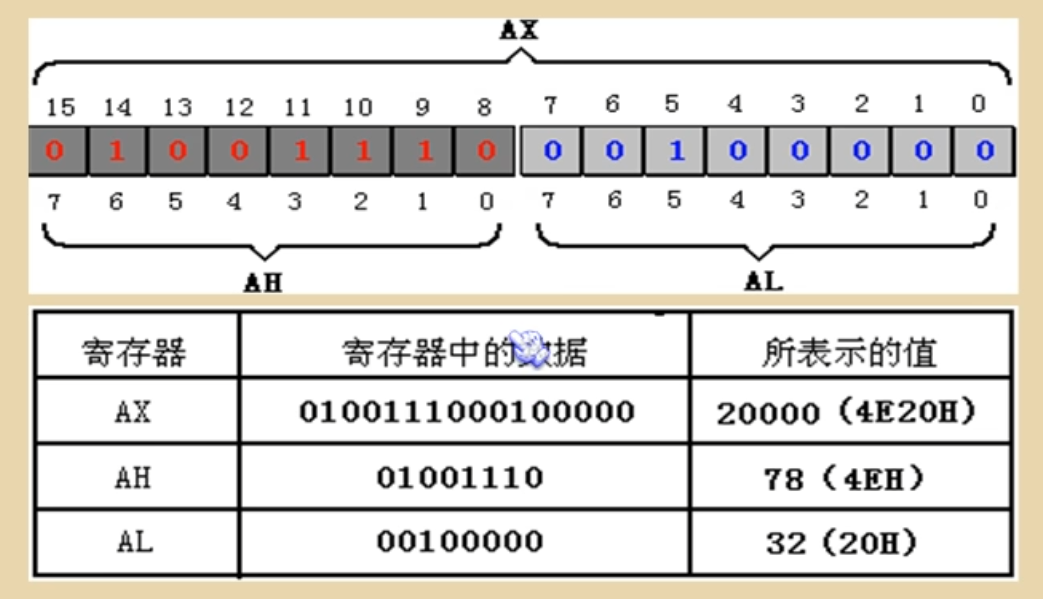 AX
15 14 13 12 11 10 9 8 7 6 5 4 3 2 1 0
0 1 0 0 1 1 1 0 0 0 1 0 0 0 0 0
7 6 5 4 3 2 1 0 7 6 5 4 3 2 1 0
AH AL
寄存器 寄存器中的数据 所表示的值
AX 0100111000100000 20000（4E20H）
AH 01001110 78（4EH）
AL 00100000 32（20H）